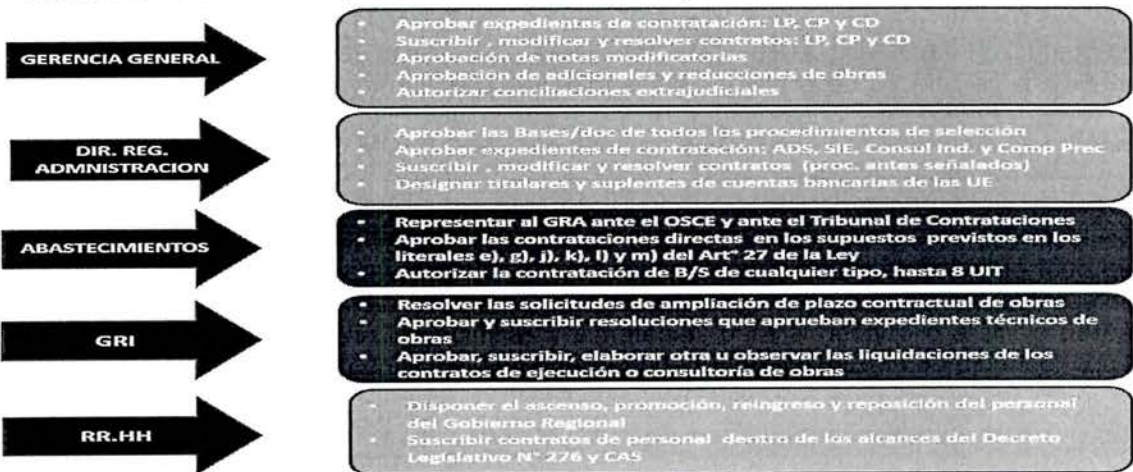 GERENCIA GENERAL
• Aprobar expedientes de contratación: LP, CP y CD
• Suscribir , modificar y resolver contratos: LP, CP y CD
• Aprobación de notas modificatorias
• Aprobación de adicionales y reducciones de obras
• Autorizar conciliaciones extrajudiciales
DIR. REG.
ADMNISTRACION
• Aprobar las Bases/doc de todos los procedimientos de selección
• Aprobar expedientes de contratación: ADS, SIE, Consul Ind. y Comp Prec
• Suscribir , modificar y resolver contratos (proc. antes señalados)
• Designar titulares y suplentes de cuentas bancarias de las UE
ABASTECIMIENTOS
• Representar al GRA ante el OSCE y ante el Tribunal de Contrataciones
• Aprobar las contrataciones directas en los supuestos previstos en los
literales e), g), j), k), l) y m) del Art° 27 de la Ley
• Autorizar la contratación de B/S de cualquier tipo, hasta 8 UIT
GRI
• Resolver las solicitudes de ampliación de plazo contractual de obras
• Aprobar y suscribir resoluciones que aprueban expedientes técnicos de
obras
• Aprobar, suscribir, elaborar otra u observar las liquidaciones de los
contratos de ejecución o consultoría de obras
RR.HH
• Disponer el ascenso, promoción, reingreso y reposición del personal
del Gobierno Regional
• Suscribir contratos de personal dentro de los alcances del Decreto
Legislativo N° 276 y CAS